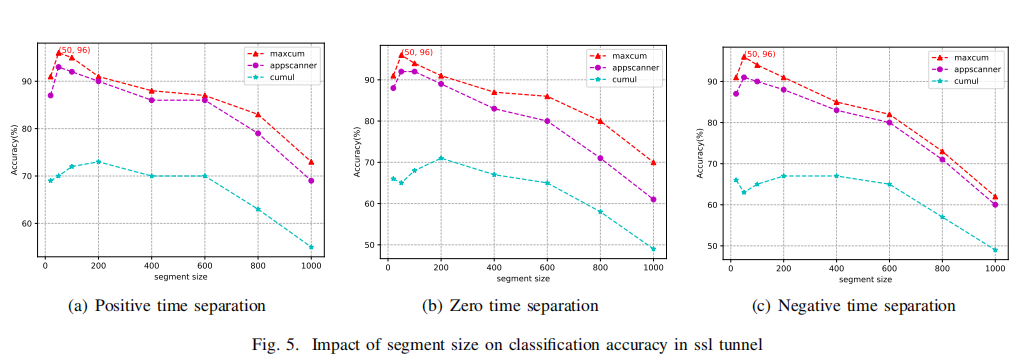 (50, 96)
maxcum
appscanner
cumul
90
80
70
60
Accuracy(%)
0
200
400
600
800
1000
segment size
(a) Positive time separation
(50, 96)
maxcum
appscanner
cumul
90
80
70
60
50
Accuracy(%)
0
200
400
600
800
1000
segment size
(b) Zero time separation
(50, 96)
maxcum
appscanner
cumul
90
80
70
60
50
Accuracy(%)
0
200
400
600
800
1000
segment size
(c) Negative time separation
Fig. 5. Impact of segment size on classification accuracy in ssl tunnel